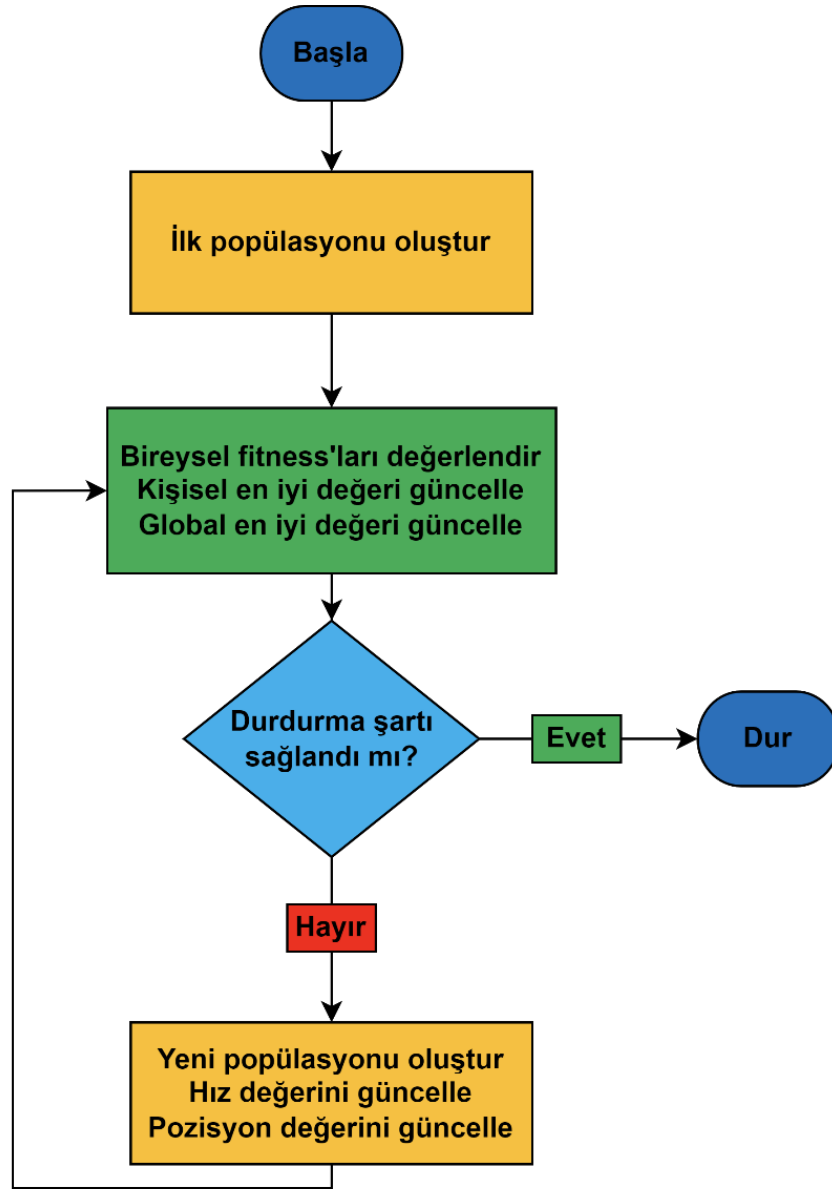 Başla
İlk popülasyonu oluştur
Bireysel fitness'ları değerlendir
Kişisel en iyi değeri güncelle
Global en iyi değeri güncelle
Durdurma şartı
sağlandı mı?
Evet
Dur
Hayır
Yeni popülasyonu oluştur
Hız değerini güncelle
Pozisyon değerini güncelle